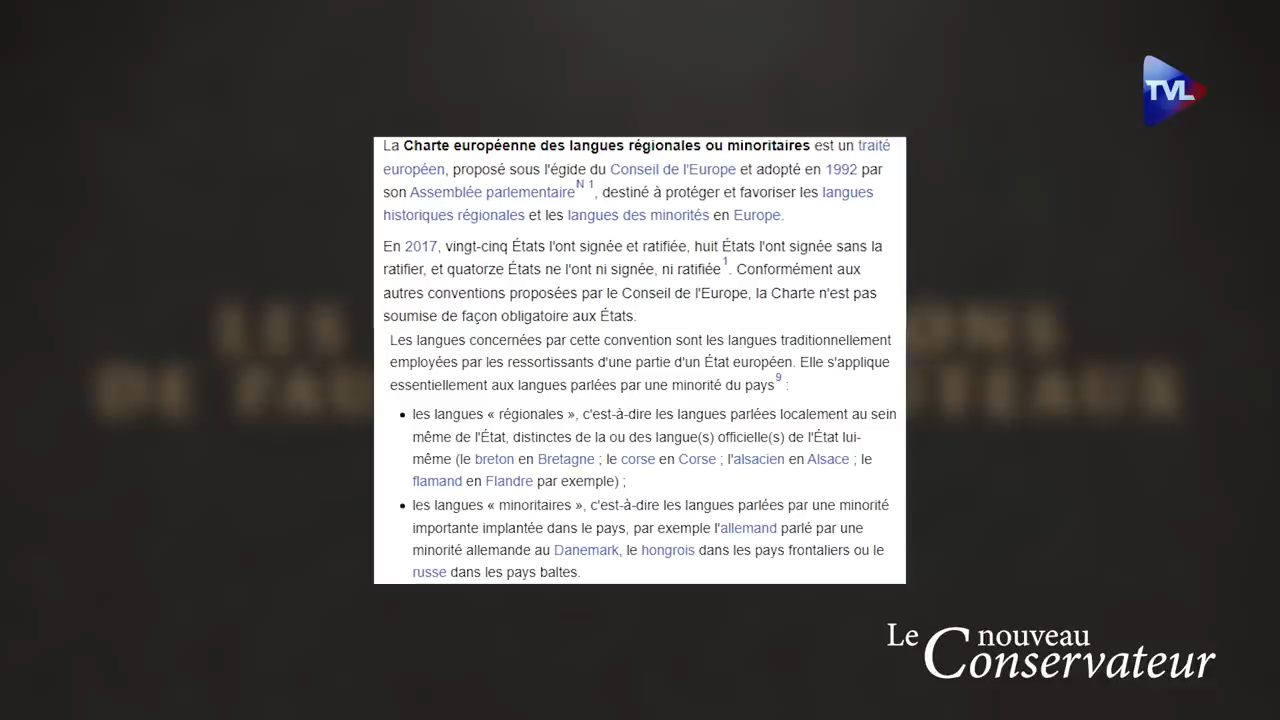 TVL
La Charte européenne des langues régionales ou minoritaires est un traité
européen, proposé sous l'égide du Conseil de l'Europe et adopté en 1992 par
son Assemblée parlementaire N 1, destiné à protéger et favoriser les langues
historiques régionales et les langues des minorités en Europe.
En 2017, vingt-cinq États l'ont signée et ratifiée, huit États l'ont signée sans la
ratifier, et quatorze États ne l'ont ni signée, ni ratifiée 1. Conformément aux
autres conventions proposées par le Conseil de l'Europe, la Charte n'est pas
soumise de façon obligatoire aux États.
Les langues concernées par cette convention sont les langues traditionnellement
employées par les ressortissants d'une partie d'un État européen. Elle s'applique
essentiellement aux langues parlées par une minorité du pays 9 :
• les langues « régionales », c'est-à-dire les langues parlées localement au sein
même de l'État, distinctes de la ou des langue(s) officielle(s) de l'État lui-
même (le breton en Bretagne ; le corse en Corse ; l'alsacien en Alsace ; le
flamand en Flandre par exemple) ;
• les langues « minoritaires », c'est-à-dire les langues parlées par une minorité
importante implantée dans le pays, par exemple l'allemand parlé par une
minorité allemande au Danemark, le hongrois dans les pays frontaliers ou le
russe dans les pays baltes.
LES
DE
Le nouveau
Conservateur